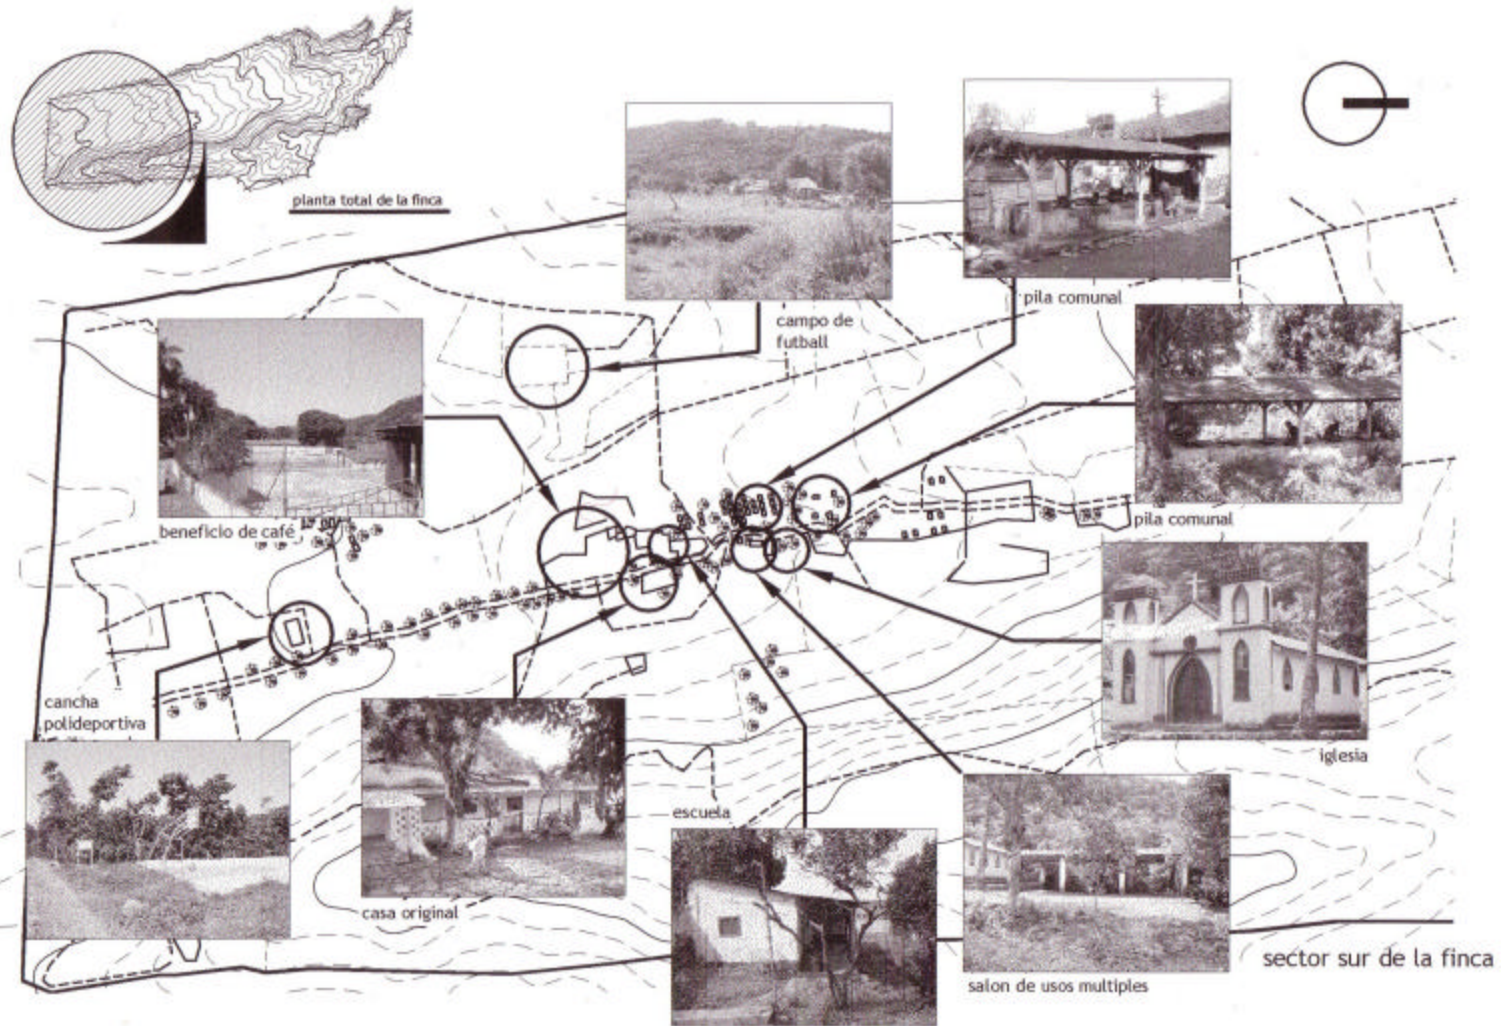 planta total de la finca
pila comunal
campo de
futball
pila comunal
beneficio de café
cancha
polideportiva
iglesia
escuela
casa original
sector sur de la finca
salon de usos multiples